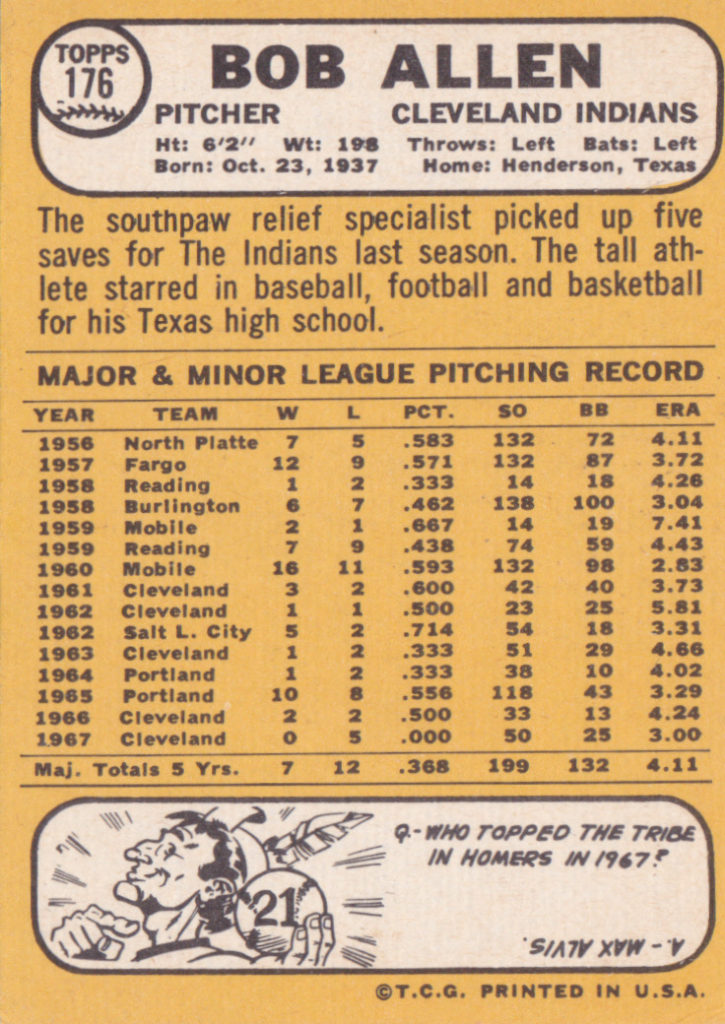 TOPPS
176
BOB ALLEN
PITCHER CLEVELAND INDIANS
Ht: 6'2" Wt: 198 Throws: Left Bats: Left
Born: Oct. 23, 1937 Home: Henderson, Texas
The southpaw relief specialist picked up five
saves for The Indians last season. The tall ath-
lete starred in baseball, football and basketball
for his Texas high school.
MAJOR & MINOR LEAGUE PITCHING RECORD
YEAR TEAM W L PCT. SO BB ERA
1956 North Platte 7 5 .583 132 72 4.11
1957 Fargo 12 9 .571 132 87 3.72
1958 Reading 1 2 .333 14 18 4.26
1958 Burlington 6 7 .462 138 100 3.04
1959 Mobile 2 1 .667 14 19 7.41
1959 Reading 7 9 .438 74 59 4.43
1960 Mobile 16 11 .593 132 98 2.83
1961 Cleveland 3 2 .600 42 40 3.73
1962 Cleveland 1 1 .500 23 25 5.81
1962 Salt L. City 5 2 .714 54 18 3.31
1963 Cleveland 1 2 .333 51 29 4.66
1964 Portland 1 2 .333 38 10 4.02
1965 Portland 10 8 .556 118 43 3.29
1966 Cleveland 2 2 .500 33 13 4.24
1967 Cleveland 0 5 .000 50 25 3.00
Maj. Totals 5 Yrs. 7 12 .368 199 132 4.11
Q.-WHO TOPPED THE TRIBE
IN HOMERS IN 1967?
21
A. - MAX ALVIS.
©T.C.G. PRINTED IN U.S.A.